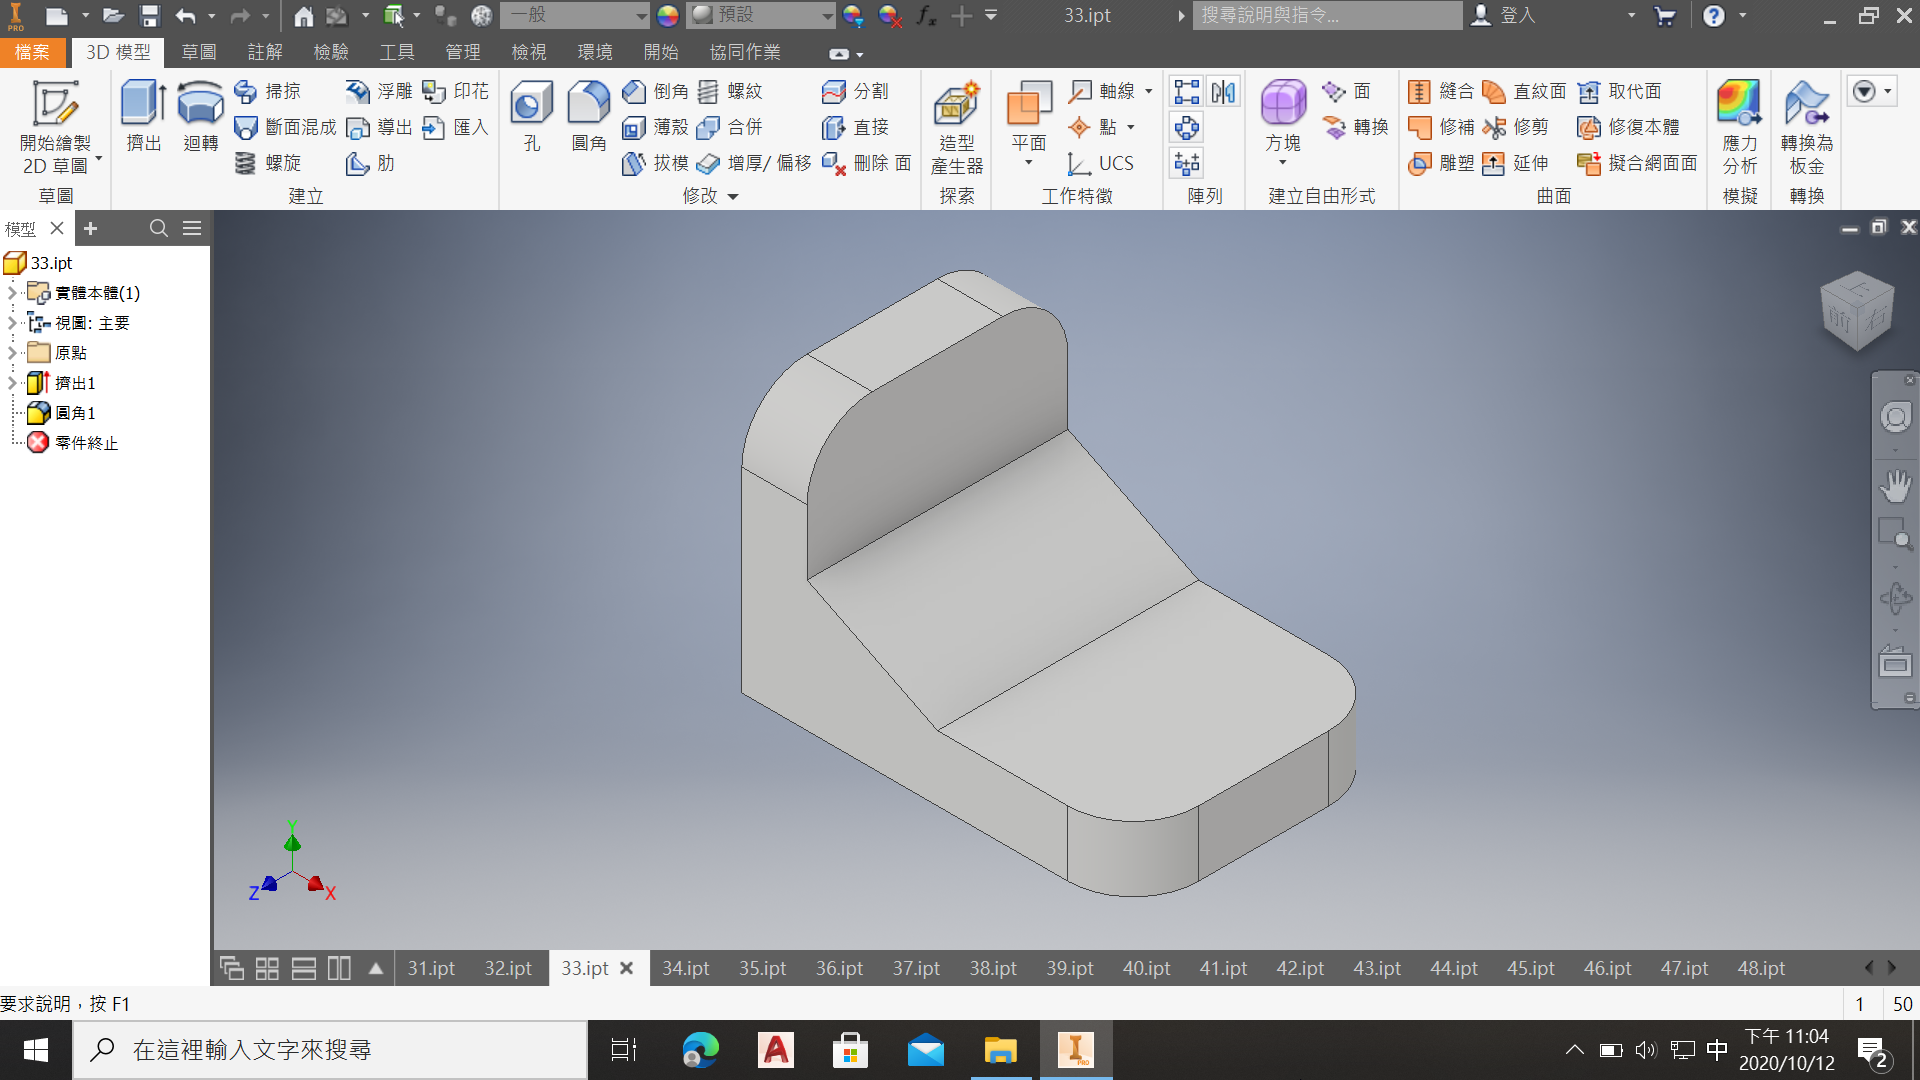 PRO
一般
預設
33.ipt
搜尋說明與指令...
登入
檔案
3D 模型
草圖
註解
檢驗
工具
管理
檢視
環境
開始
協同作業
開始繪製
2D 草圖
草圖
擠出
迴轉
掃掠
斷面混成
螺旋
浮雕
導出
肋
印花
匯入
建立
孔
圓角
倒角
薄殼
拔模
螺紋
合併
增厚/ 偏移
分割
直接
刪除 面
修改
造型
產生器
探索
平面
軸線
點
UCS
工作特徵
陣列
方塊
面
轉換
建立自由形式
縫合
修補
雕塑
直紋面
修剪
延伸
取代面
修復本體
擬合網面面
曲面
應力
分析
模擬
轉換為
板金
轉換
模型
33.ipt
實體本體(1)
視圖: 主要
原點
擠出1
圓角1
零件終止
上
前
右
Y
Z
X
31.ipt
32.ipt
33.ipt
34.ipt
35.ipt
36.ipt
37.ipt
38.ipt
39.ipt
40.ipt
41.ipt
42.ipt
43.ipt
44.ipt
45.ipt
46.ipt
47.ipt
48.ipt
要求說明，按 F1
1
50
在這裡輸入文字來搜尋
中
下午 11:04
2020/10/12
2